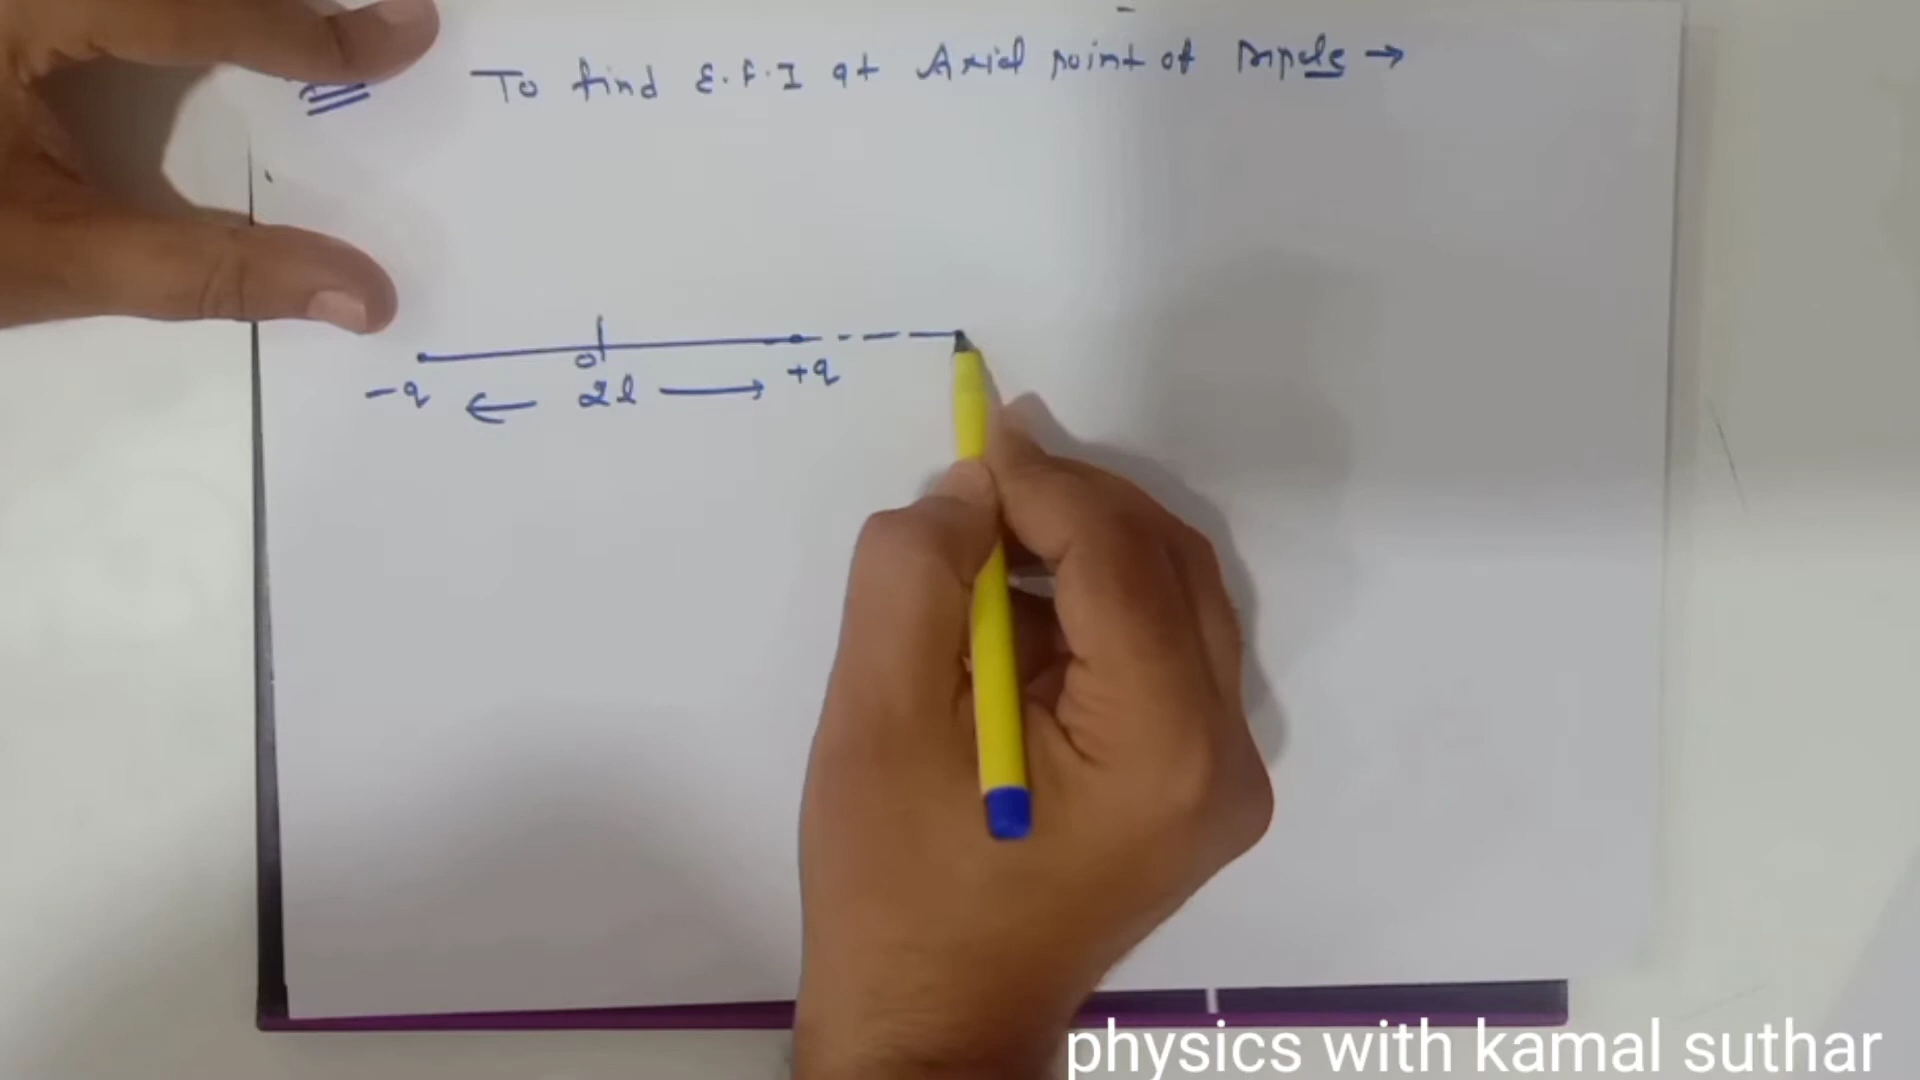 To find E.F.I at Axial point of Dipole →
O
-q ← 2l → +q
physics with kamal suthar